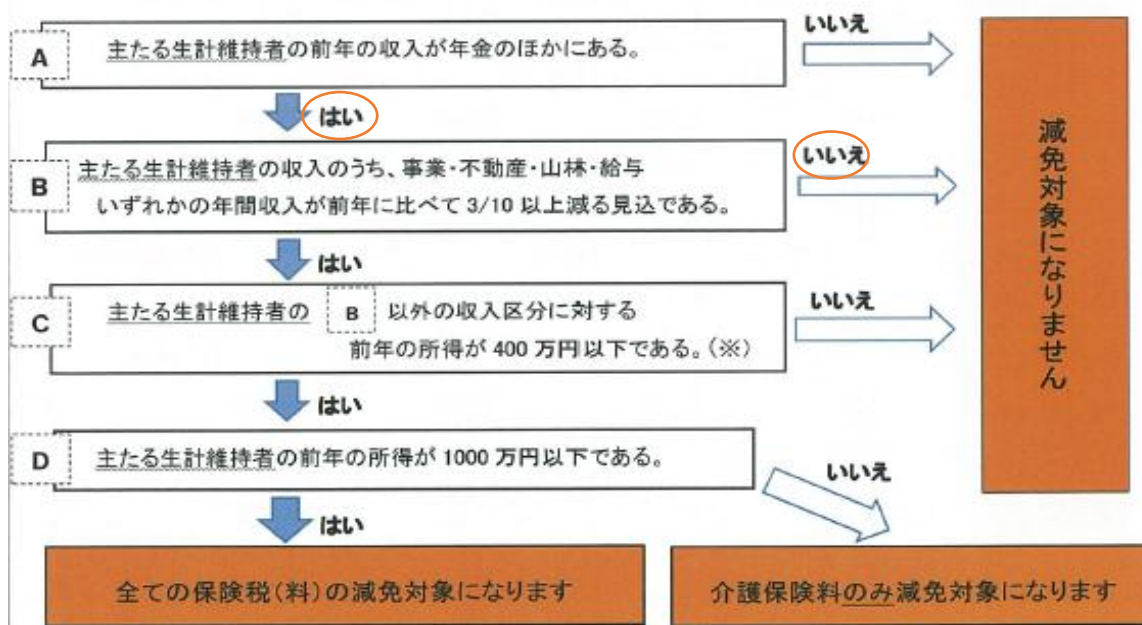 A
主たる生計維持者の前年の収入が年金のほかにある。
いいえ
はい
B
主たる生計維持者の収入のうち、事業・不動産・山林・給与
いずれかの年間収入が前年に比べて 3/10 以上減る見込である。
いいえ
はい
C
主たる生計維持者の B 以外の収入区分に対する
前年の所得が 400 万円以下である。(※)
いいえ
はい
D
主たる生計維持者の前年の所得が 1000 万円以下である。
いいえ
はい
減免対象になりません
全ての保険税(料)の減免対象になります
介護保険料のみ減免対象になります